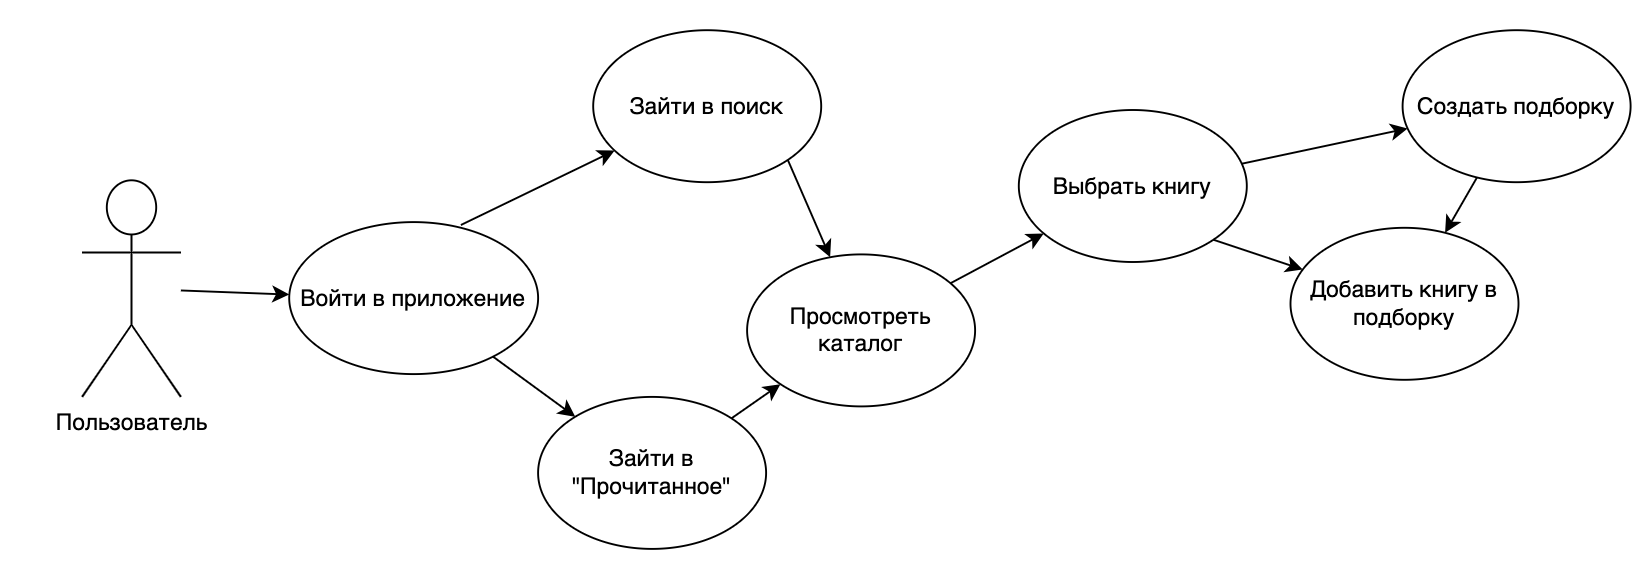 Пользователь
Войти в приложение
Зайти в поиск
Зайти в
"Прочитанное"
Просмотреть
каталог
Выбрать книгу
Создать подборку
Добавить книгу в
подборку